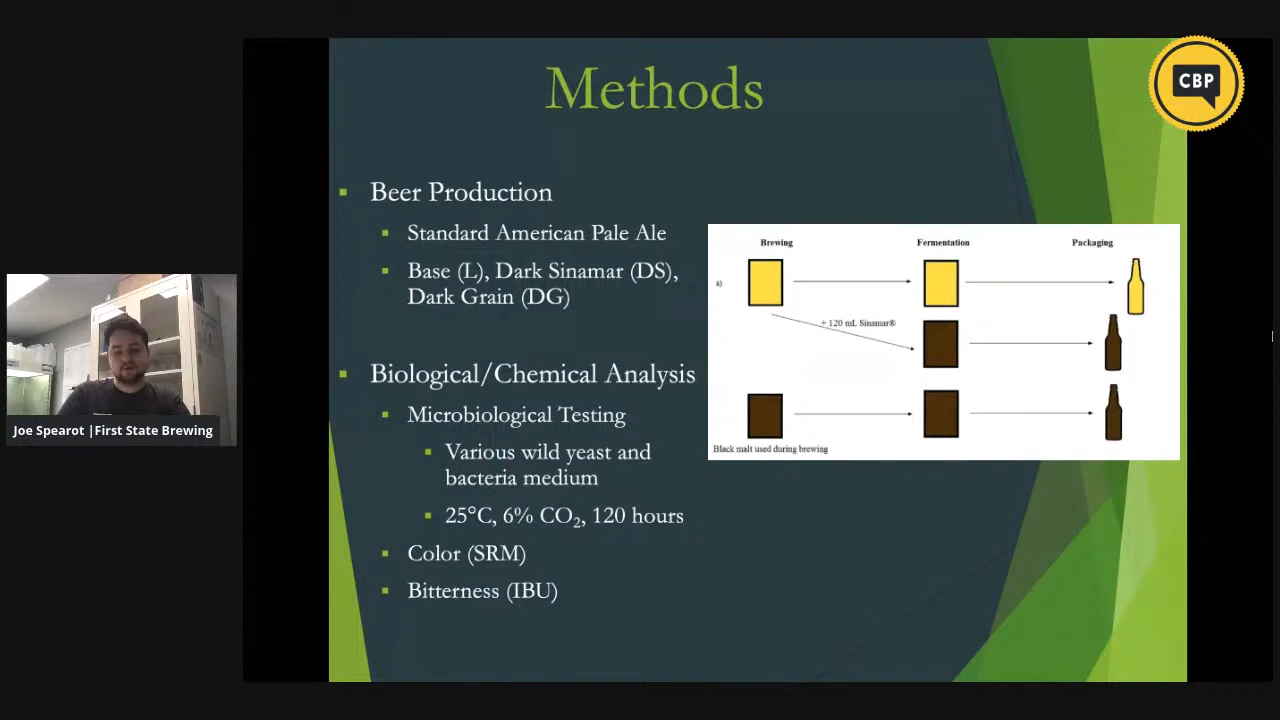 CBP
Methods
Beer Production
Standard American Pale Ale
Base (L), Dark Sinamar (DS),
Dark Grain (DG)
Biological/Chemical Analysis
Microbiological Testing
Various wild yeast and
bacteria medium
25°C, 6% CO₂, 120 hours
Color (SRM)
Bitterness (IBU)
Brewing
Fermentation
Packaging
a)
+ 120 mL Sinamar®
Black malt used during brewing
Joe Spearot |First State Brewing